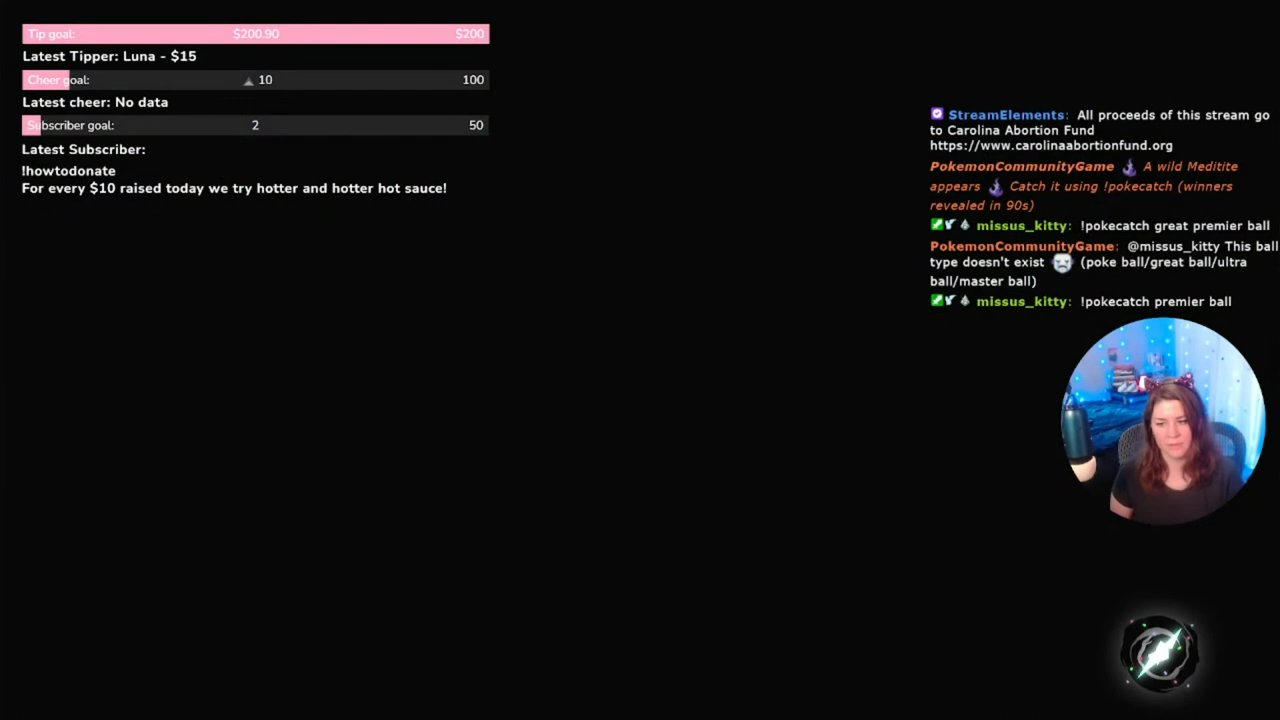 Tip goal: $200.90 $200
Latest Tipper: Luna - $15
Cheer goal: 10 100
Latest cheer: No data
Subscriber goal: 2 50
Latest Subscriber:
!howtodonate
For every $10 raised today we try hotter and hotter hot sauce!
StreamElements: All proceeds of this stream go
to Carolina Abortion Fund
https://www.carolinaabortionfund.org
PokemonCommunityGame A wild Meditite
appears Catch it using !pokecatch (winners
revealed in 90s)
missus_kitty: !pokecatch great premier ball
PokemonCommunityGame: @missus_kitty This ball
type doesn't exist (poke ball/great ball/ultra
ball/master ball)
missus_kitty: !pokecatch premier ball